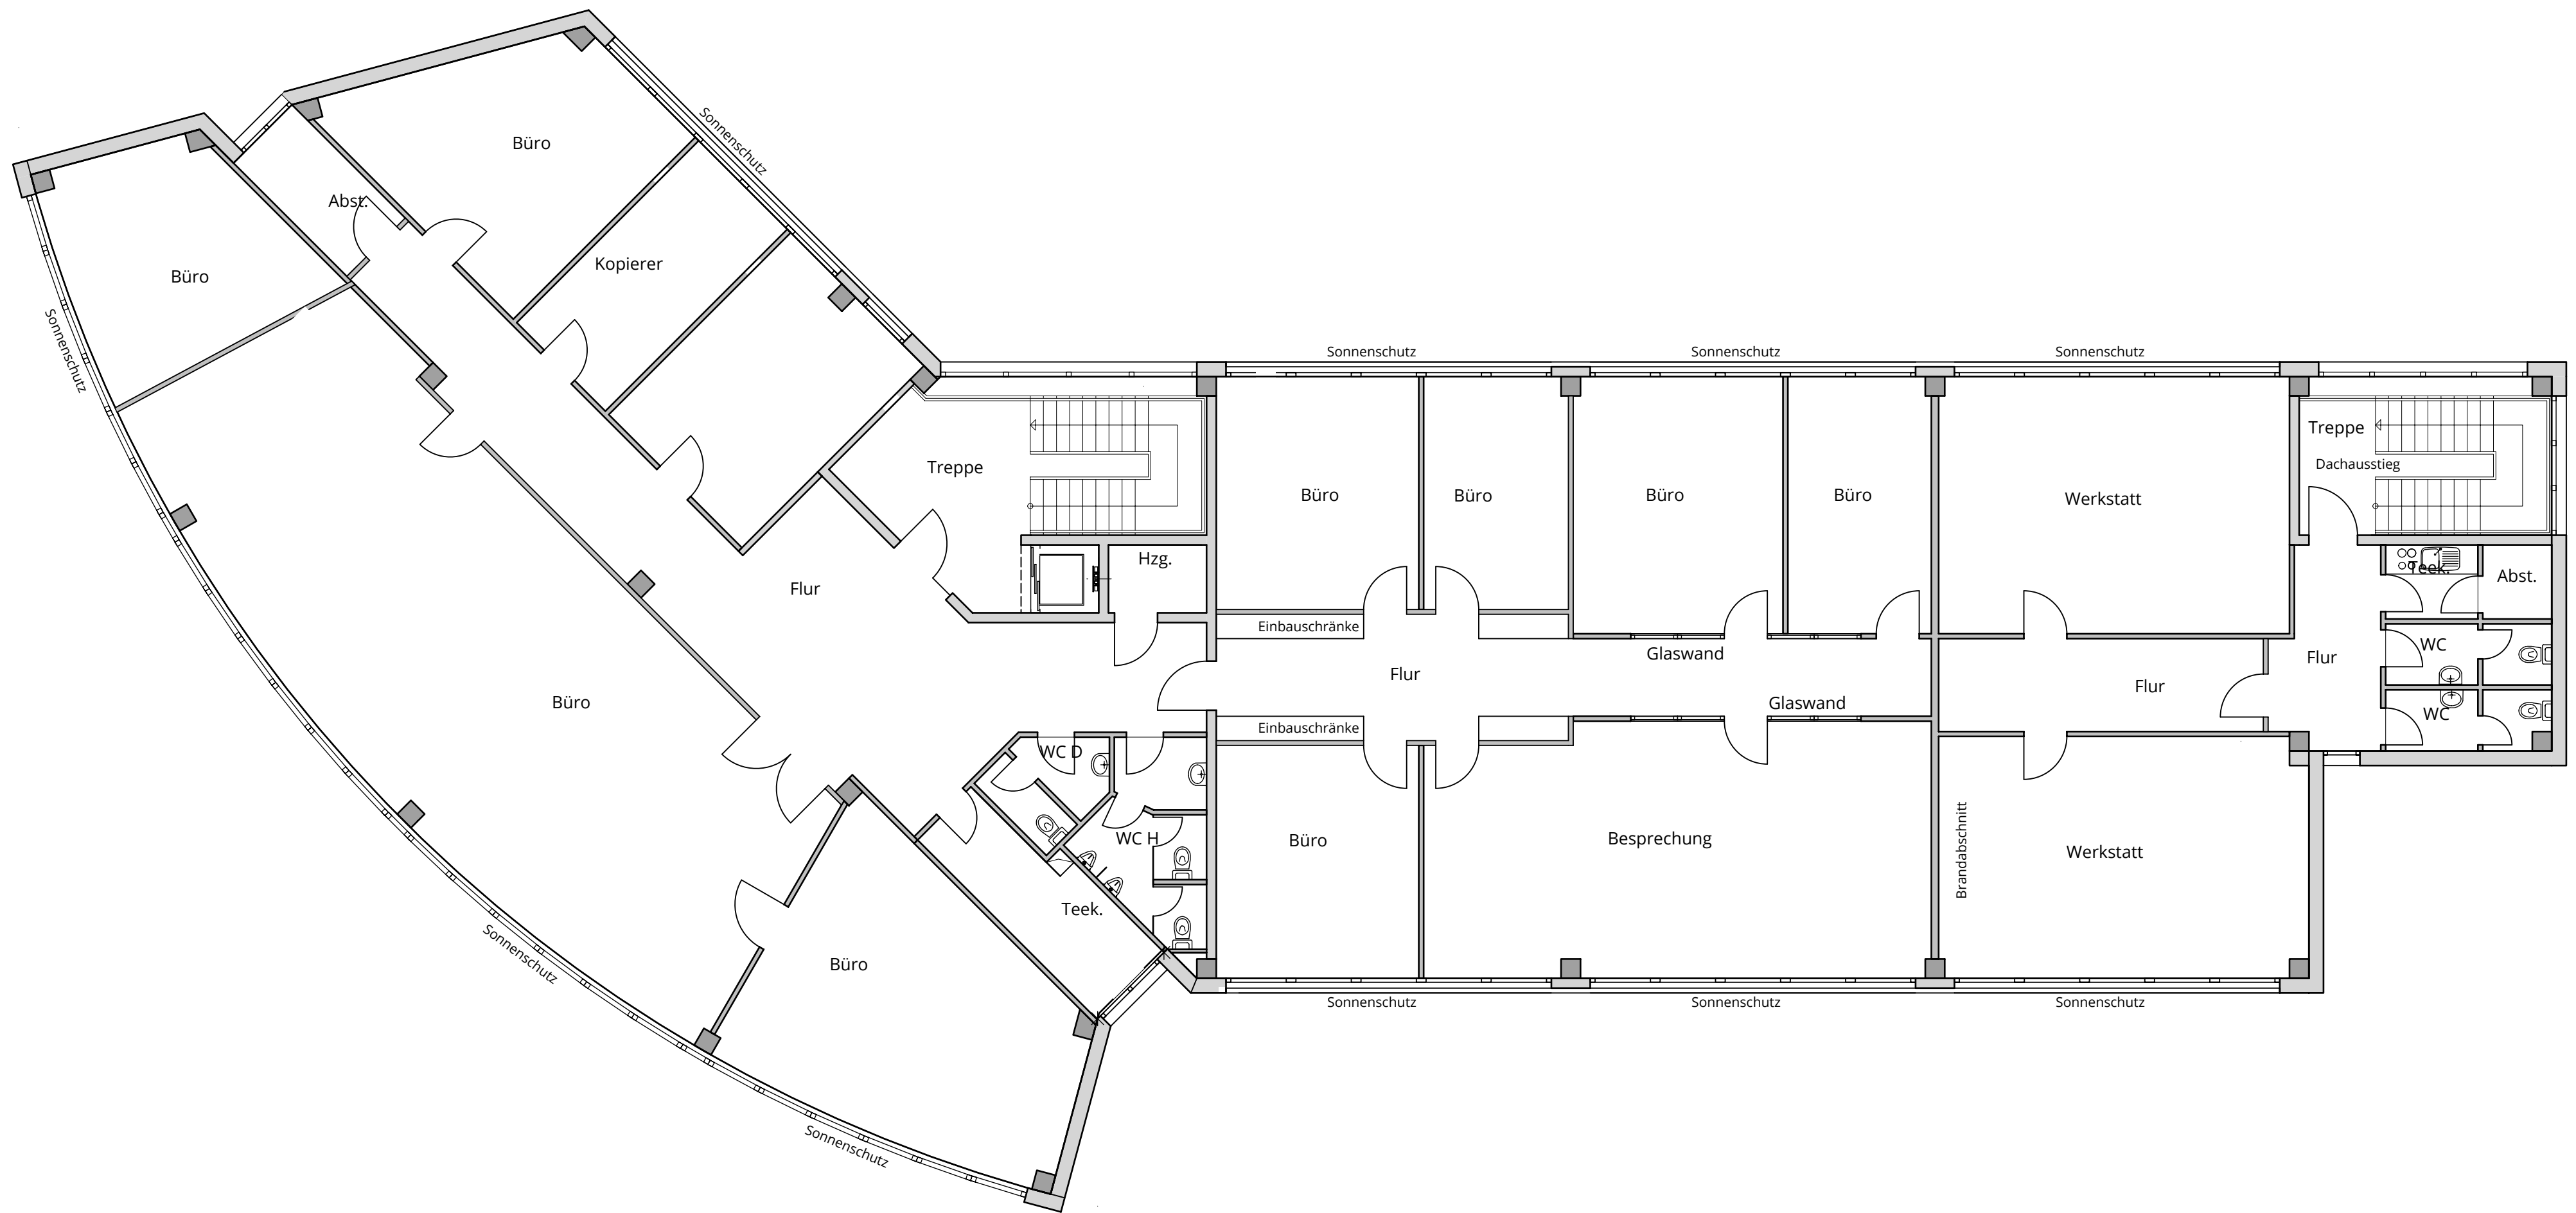 Sonnenschutz
Büro
Abst.
Kopierer
Büro
Sonnenschutz
Sonnenschutz
Sonnenschutz
Sonnenschutz
Treppe
Treppe
Dachausstieg
Büro
Büro
Büro
Büro
Werkstatt
Hzg.
Teek.
Abst.
Flur
Einbauschränke
WC
Glaswand
Flur
Flur
Flur
Büro
Glaswand
WC
Einbauschränke
WC D
WC H
Büro
Besprechung
Brandabschnitt
Werkstatt
Teek.
Sonnenschutz
Büro
Sonnenschutz
Sonnenschutz
Sonnenschutz
Sonnenschutz